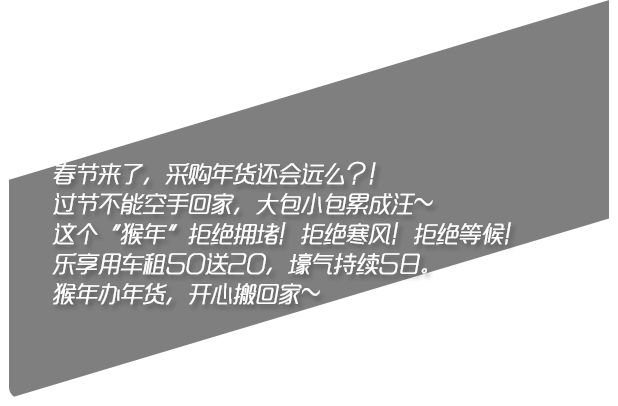 春节来了，采购年货还会远么？！
过节不能空手回家，大包小包累成汪～
这个“猴年”拒绝拥堵！拒绝寒风！拒绝等候！
乐享用车租50送20，壕气持续5日。
猴年办年货，开心搬回家～